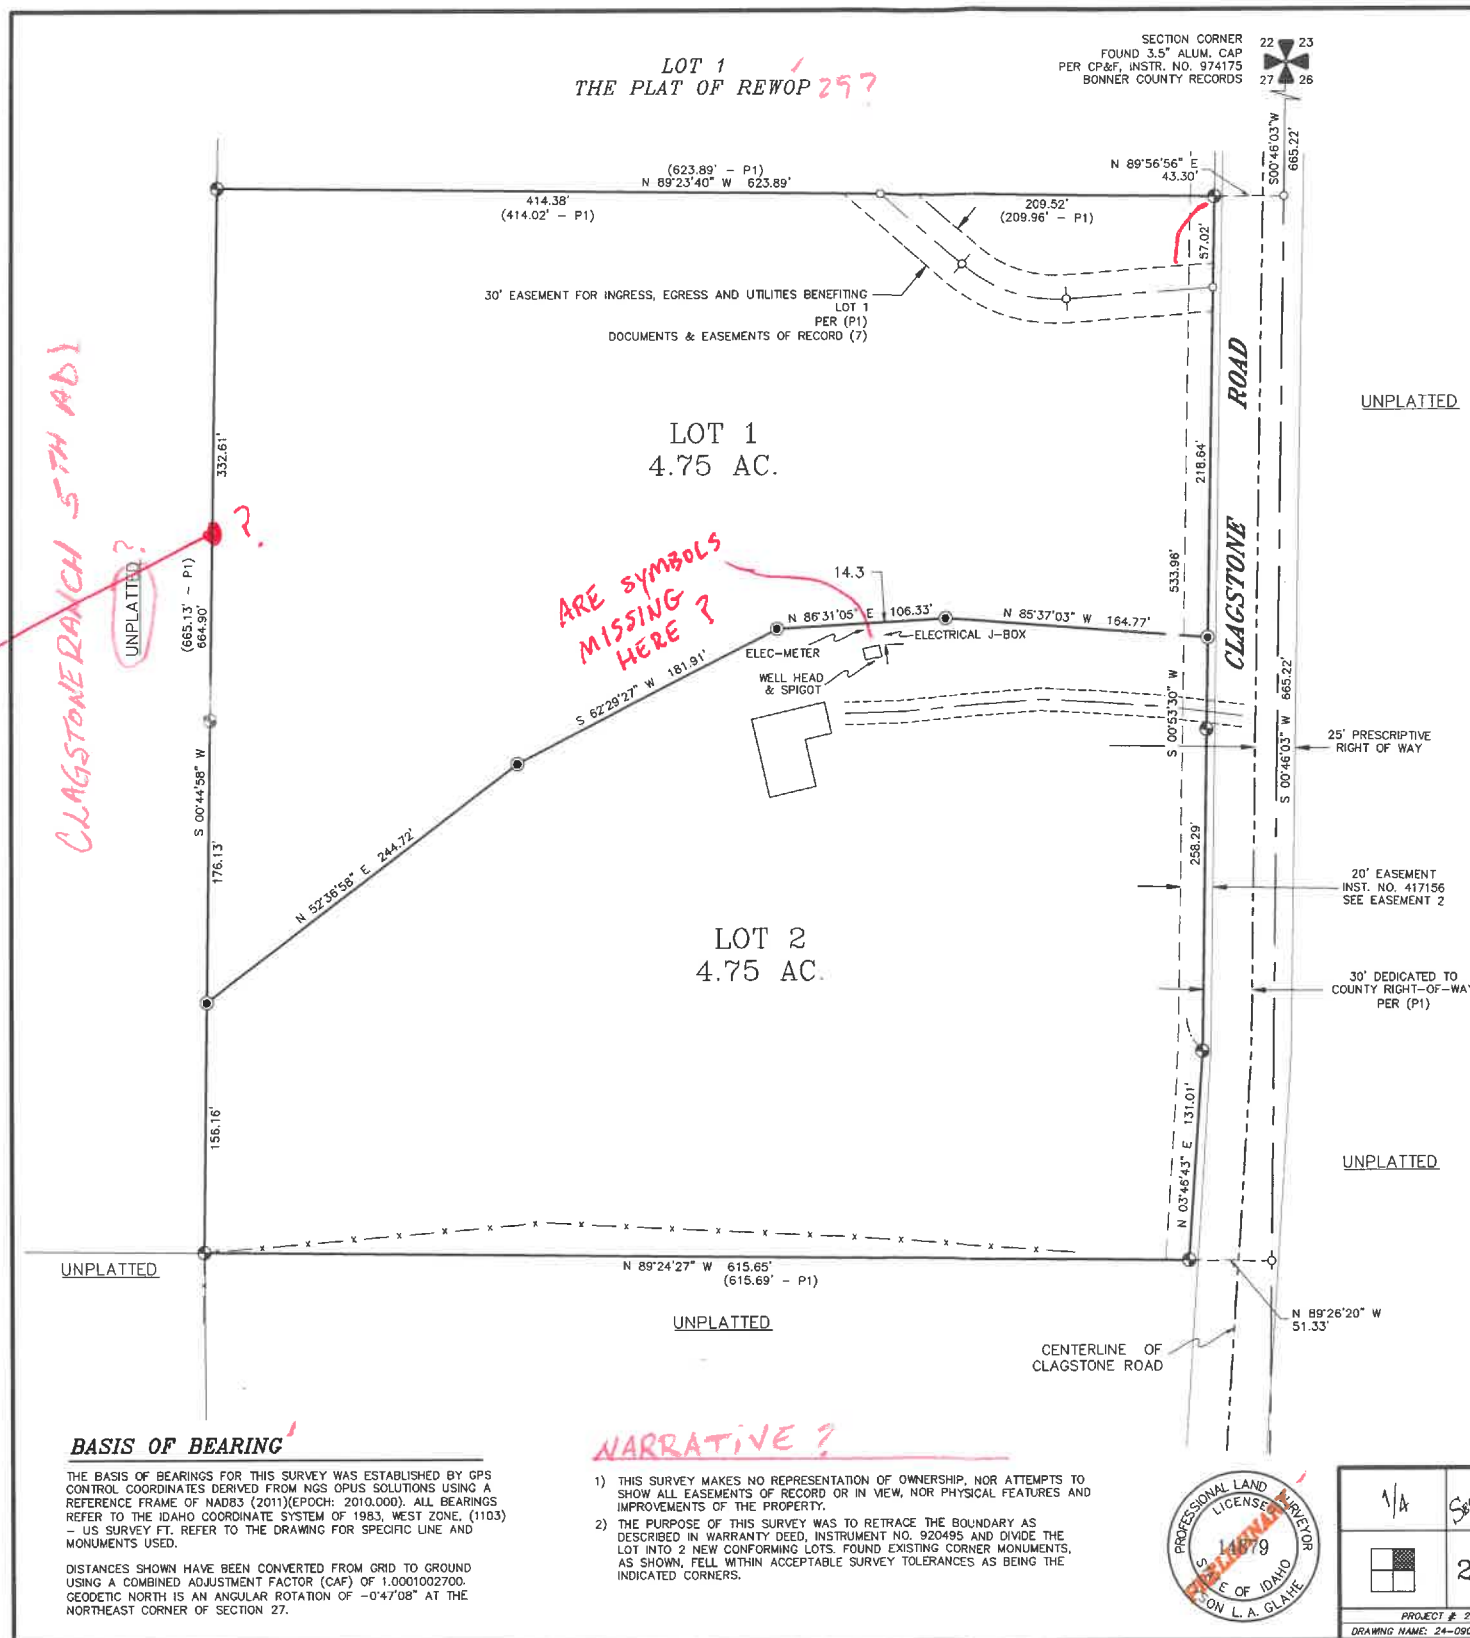 SECTION CORNER
FOUND 3.5" ALUM. CAP
PER CP&F, INSTR. NO. 974175
BONNER COUNTY RECORDS
22 23
27 26
LOT 1
THE PLAT OF REWOP 29?
S00°46'03"W
665.22'
N 89°56'56" E
43.30'
(623.89' - P1)
N 89°23'40" W 623.89'
414.38'
(414.02' - P1)
209.52'
(209.96' - P1)
57.02'
30' EASEMENT FOR INGRESS, EGRESS AND UTILITIES BENEFITING
LOT 1
PER (P1)
DOCUMENTS & EASEMENTS OF RECORD (7)
CLAGSTONE ROAD
UNPLATTED
LOT 1
4.75 AC.
332.61'
218.64'
?
CLAGSTONE RANCH 5TH ADD
UNPLATTED
?
(665.13' - P1)
664.90'
S 00°44'58" W
ARE SYMBOLS
MISSING
HERE ?
14.3
533.96'
N 86°31'05" E 106.33'
N 85°37'03" W 164.77'
ELECTRICAL J-BOX
ELEC-METER
WELL HEAD
& SPIGOT
S 62°29'27" W 181.91'
S 00°53'30" W
S 00°46'03" W 665.22'
25' PRESCRIPTIVE
RIGHT OF WAY
176.13'
N 52°36'58" E 244.72'
258.29'
20' EASEMENT
INST. NO. 417156
SEE EASEMENT 2
LOT 2
4.75 AC.
30' DEDICATED TO
COUNTY RIGHT-OF-WAY
PER (P1)
156.16'
N 03°46'43" E 131.01'
UNPLATTED
UNPLATTED
N 89°24'27" W 615.65'
(615.69' - P1)
UNPLATTED
N 89°26'20" W
51.33'
CENTERLINE OF
CLAGSTONE ROAD
BASIS OF BEARING
THE BASIS OF BEARINGS FOR THIS SURVEY WAS ESTABLISHED BY GPS
CONTROL COORDINATES DERIVED FROM NGS OPUS SOLUTIONS USING A
REFERENCE FRAME OF NAD83 (2011)(EPOCH: 2010.000). ALL BEARINGS
REFER TO THE IDAHO COORDINATE SYSTEM OF 1983, WEST ZONE, (1103)
- US SURVEY FT. REFER TO THE DRAWING FOR SPECIFIC LINE AND
MONUMENTS USED.
DISTANCES SHOWN HAVE BEEN CONVERTED FROM GRID TO GROUND
USING A COMBINED ADJUSTMENT FACTOR (CAF) OF 1.0001002700.
GEODETIC NORTH IS AN ANGULAR ROTATION OF -0°47'08" AT THE
NORTHEAST CORNER OF SECTION 27.
NARRATIVE ?
1) THIS SURVEY MAKES NO REPRESENTATION OF OWNERSHIP, NOR ATTEMPTS TO
SHOW ALL EASEMENTS OF RECORD OR IN VIEW, NOR PHYSICAL FEATURES AND
IMPROVEMENTS OF THE PROPERTY.
2) THE PURPOSE OF THIS SURVEY WAS TO RETRACE THE BOUNDARY AS
DESCRIBED IN WARRANTY DEED, INSTRUMENT NO. 920495 AND DIVIDE THE
LOT INTO 2 NEW CONFORMING LOTS. FOUND EXISTING CORNER MONUMENTS,
AS SHOWN, FELL WITHIN ACCEPTABLE SURVEY TOLERANCES AS BEING THE
INDICATED CORNERS.
PROFESSIONAL LAND SURVEYOR
LICENSED
PRELIMINARY
14879
STATE OF IDAHO
SON L. A. GLAHE
1/4
2
PROJECT # 2
DRAWING NAME: 24-090